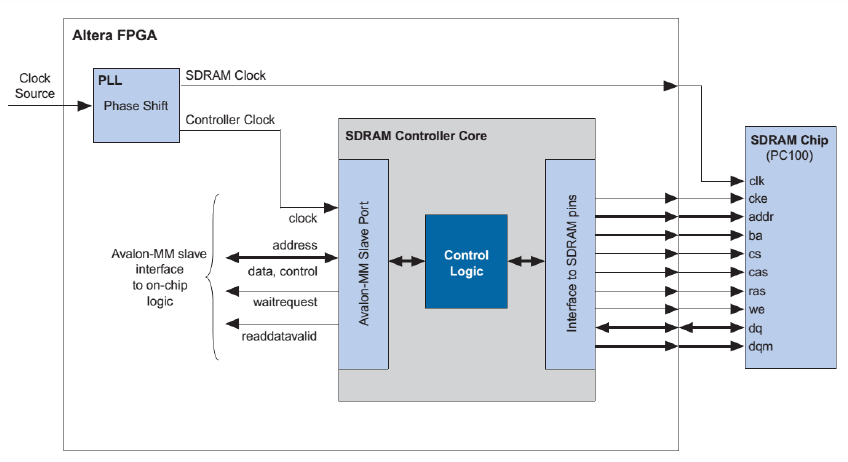 Altera FPGA
Clock
Source
PLL
Phase Shift
SDRAM Clock
Controller Clock
SDRAM Controller Core
clock
Avalon-MM slave
interface
to on-chip
logic
address
data, control
waitrequest
readdatavalid
Avalon-MM Slave Port
Control
Logic
Interface to SDRAM pins
SDRAM Chip
(PC100)
clk
cke
addr
ba
cs
cas
ras
we
dq
dqm